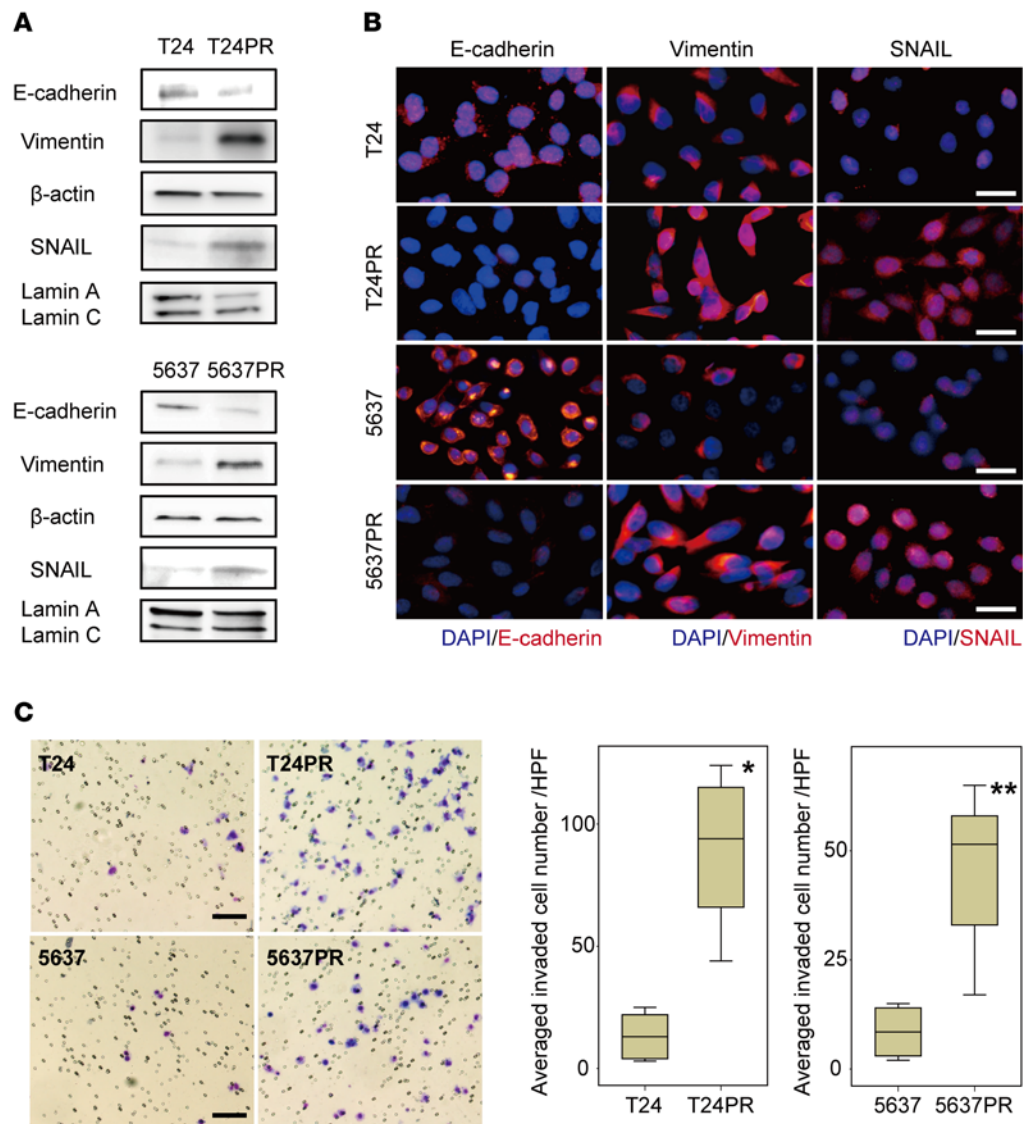 A
T24 T24PR
E-cadherin
Vimentin
β-actin
SNAIL
Lamin A
Lamin C
5637 5637PR
E-cadherin
Vimentin
β-actin
SNAIL
Lamin A
Lamin C
B
E-cadherin Vimentin SNAIL
T24
T24PR
5637
5637PR
DAPI/E-cadherin DAPI/Vimentin DAPI/SNAIL
C
T24 T24PR
5637 5637PR
Averaged invaded cell number /HPF
100
50
0
*
T24 T24PR
Averaged invaded cell number /HPF
50
25
0
**
5637 5637PR